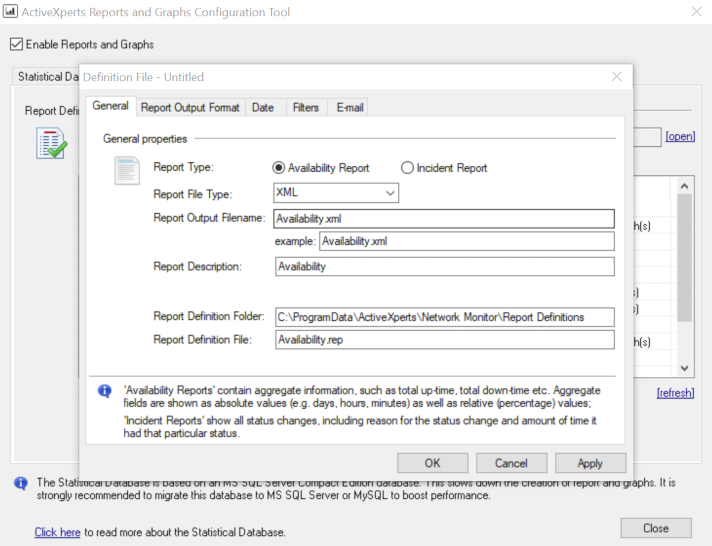 ActiveXperts Reports and Graphs Configuration Tool
Enable Reports and Graphs
Statistical Da
Definition File - Untitled
General Report Output Format Date Filters E-mail
Report Defi
General properties
[open]
Report Type: Availability Report Incident Report
Report File Type: XML
Report Output Filename: Availability.xml
h(s)
example: Availability.xml
Report Description: Availability
s)
s)
Report Definition Folder: C:\ProgramData\ActiveXperts\Network Monitor\Report Definitions
Report Definition File: Availability.rep
h(s)
'Availability Reports' contain aggregate information, such as total up-time, total down-time etc. Aggregate
fields are shown as absolute values (e.g. days, hours, minutes) as well as relative (percentage) values;
[refresh]
'Incident Reports' show all status changes, including reason for the status change and amount of time it
had that particular status.
OK Cancel Apply
The Statistical Database is based on an MS SQL Server Compact Edition database. This slows down the creation of report and graphs. It is
strongly recommended to migrate this database to MS SQL Server or MySQL to boost performance.
Click here to read more about the Statistical Database.
Close